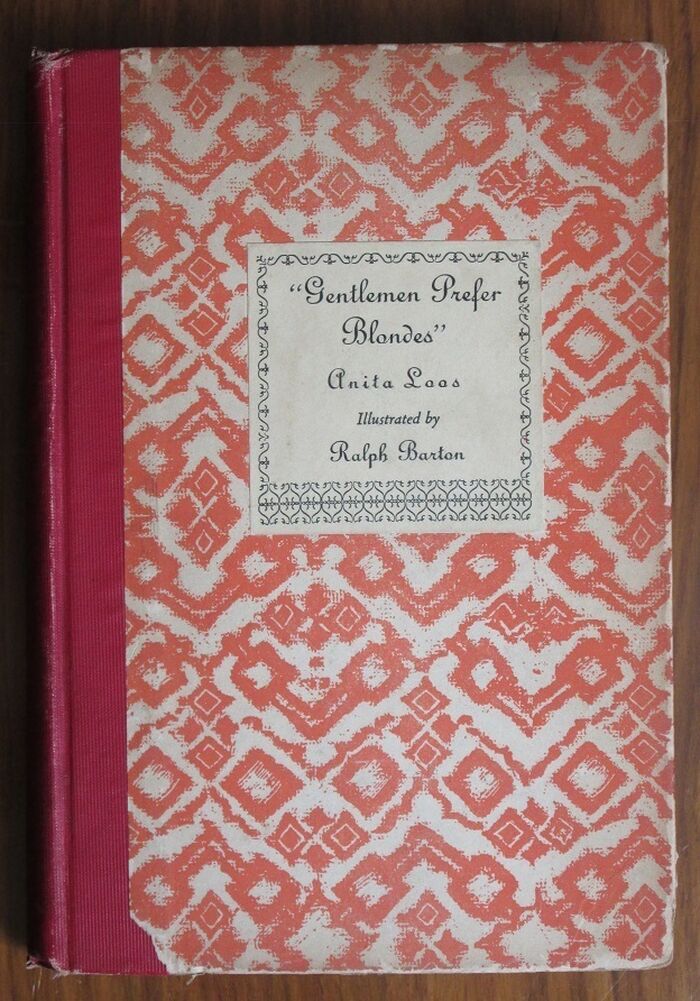 “Gentlemen Prefer
Blondes”
Anita Loos
Illustrated by
Ralph Barton